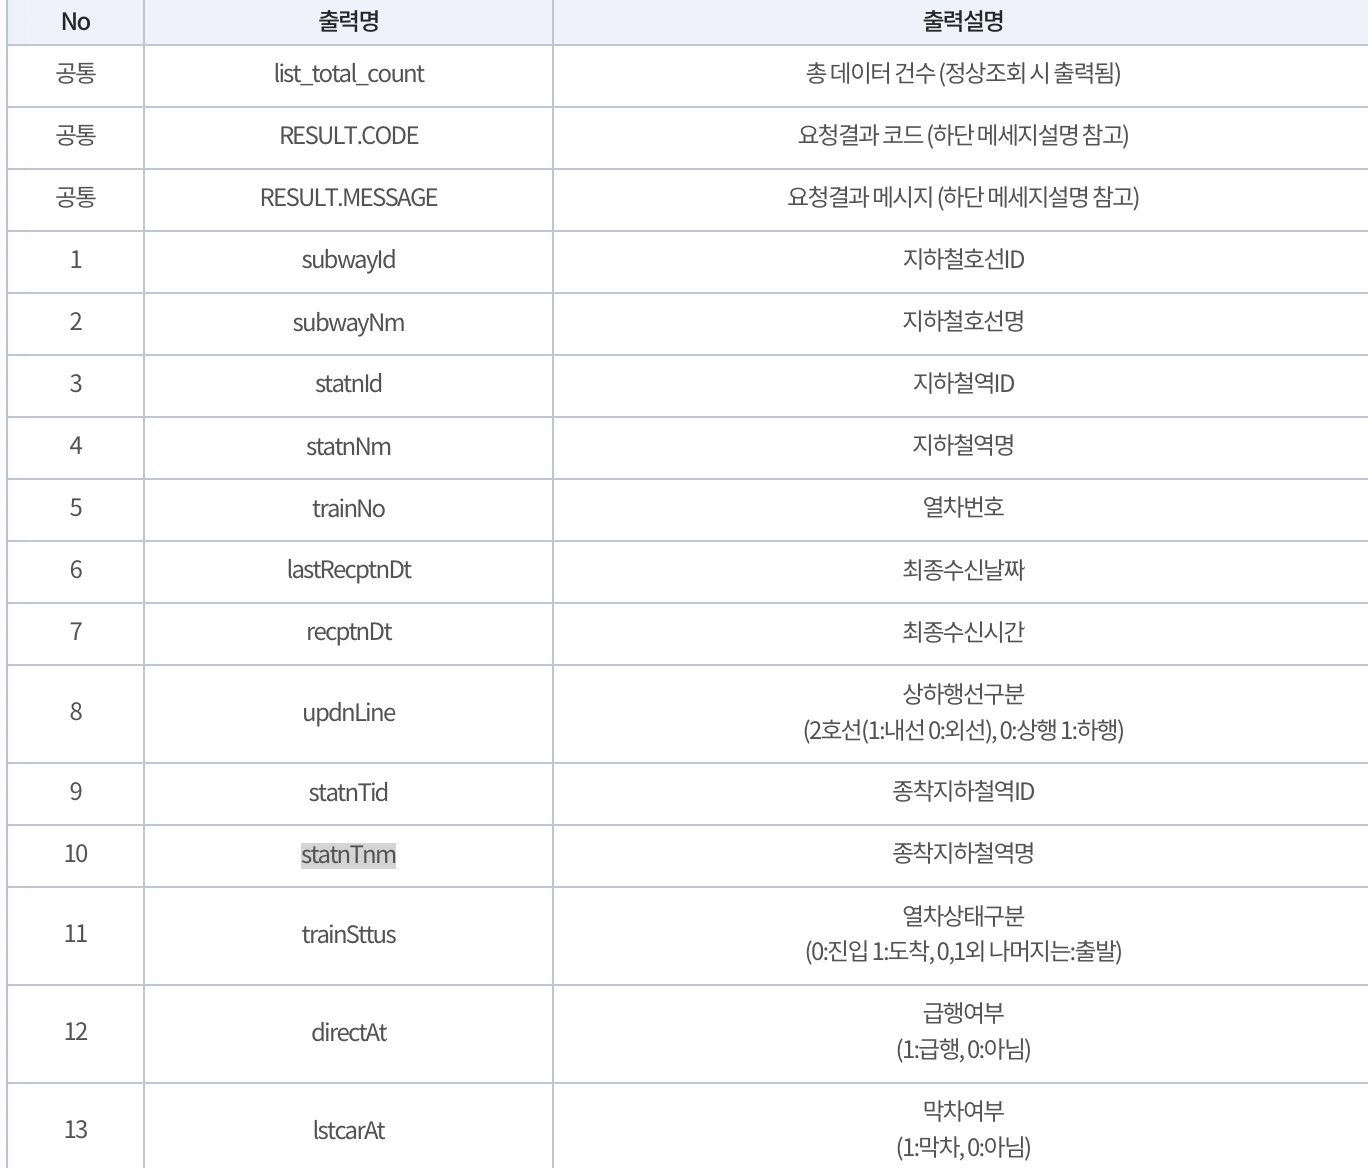 No 출력명 출력설명
공통 list_total_count 총 데이터 건수 (정상조회 시 출력됨)
공통 RESULT.CODE 요청결과 코드 (하단 메세지설명 참고)
공통 RESULT.MESSAGE 요청결과 메시지 (하단 메세지설명 참고)
1 subwayId 지하철호선ID
2 subwayNm 지하철호선명
3 statnId 지하철역ID
4 statnNm 지하철역명
5 trainNo 열차번호
6 lastRecptnDt 최종수신날짜
7 recptnDt 최종수신시간
8 updnLine 상하행선구분
(2호선(1:내선 0:외선), 0:상행 1:하행)
9 statnTid 종착지하철역ID
10 statnTnm 종착지하철역명
11 trainSttus 열차상태구분
(0:진입 1:도착, 0,1외 나머지는:출발)
12 directAt 급행여부
(1:급행, 0:아님)
13 lstcarAt 막차여부
(1:막차, 0:아님)